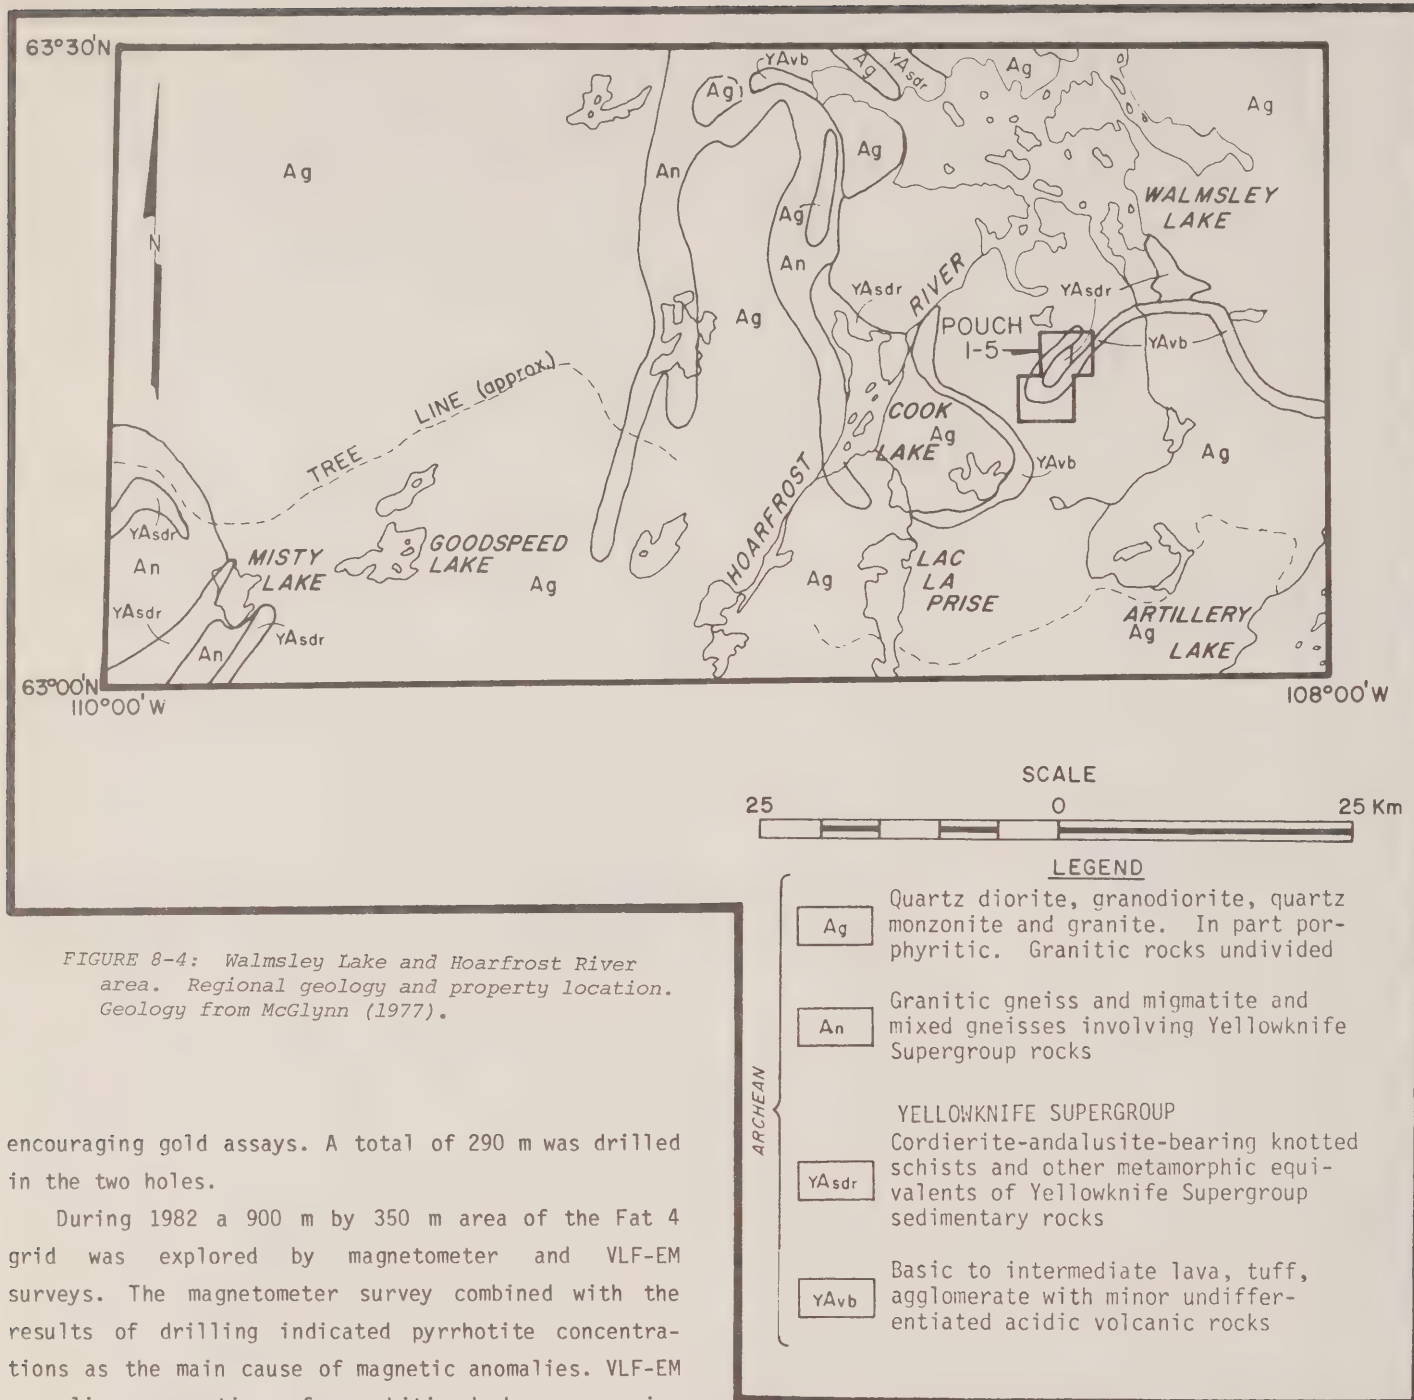 63°30'N
YAvb
Ag
YAsdr
Ag
Ag
Ag
Ag
An
Ag
WALMSLEY
LAKE
N
Ag
An
RIVER
YAsdr
YAsdr
Ag
POUCH
1-5
YAvb
TREE LINE (approx.)
COOK
Ag
LAKE
Ag
YAvb
HOARFROST
YAsdr
MISTY
LAKE
GOODSPEED
LAKE
An
Ag
Ag
LAC
LA
PRISE
YAsdr
YAsdr
An
ARTILLERY
Ag
LAKE
63°00'N
110°00'W
108°00'W
SCALE
25 0 25 Km
LEGEND
ARCHEAN
Ag
Quartz diorite, granodiorite, quartz
monzonite and granite. In part por-
phyritic. Granitic rocks undivided
An
Granitic gneiss and migmatite and
mixed gneisses involving Yellowknife
Supergroup rocks
YELLOWKNIFE SUPERGROUP
YAsdr
Cordierite-andalusite-bearing knotted
schists and other metamorphic equi-
valents of Yellowknife Supergroup
sedimentary rocks
YAvb
Basic to intermediate lava, tuff,
agglomerate with minor undiffer-
entiated acidic volcanic rocks
FIGURE 8-4: Walmsley Lake and Hoarfrost River
area. Regional geology and property location.
Geology from McGlynn (1977).
encouraging gold assays. A total of 290 m was drilled
in the two holes.
During 1982 a 900 m by 350 m area of the Fat 4
grid was explored by magnetometer and VLF-EM
surveys. The magnetometer survey combined with the
results of drilling indicated pyrrhotite concentra-
tions as the main cause of magnetic anomalies. VLF-EM